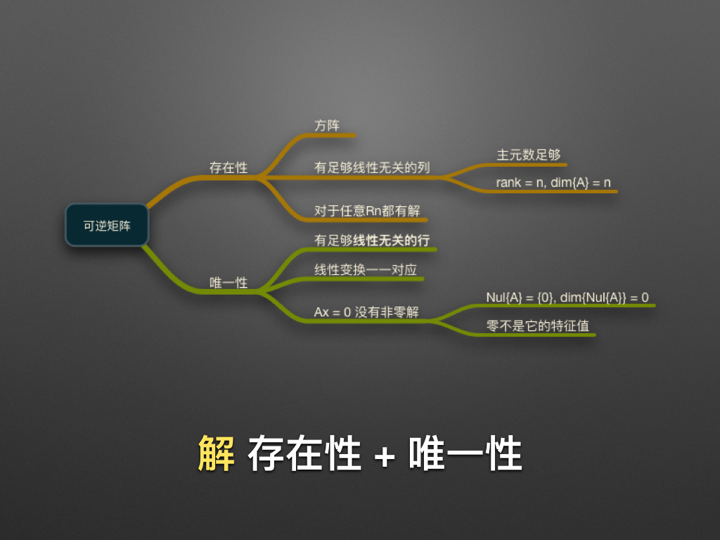 可逆矩阵
存在性
方阵
有足够线性无关的列
主元数足够
rank = n, dim{A} = n
对于任意Rn都有解
唯一性
有足够线性无关的行
线性变换一一对应
Ax = 0 没有非零解
Nul{A} = {0}, dim{Nul{A}} = 0
零不是它的特征值
解 存在性 + 唯一性